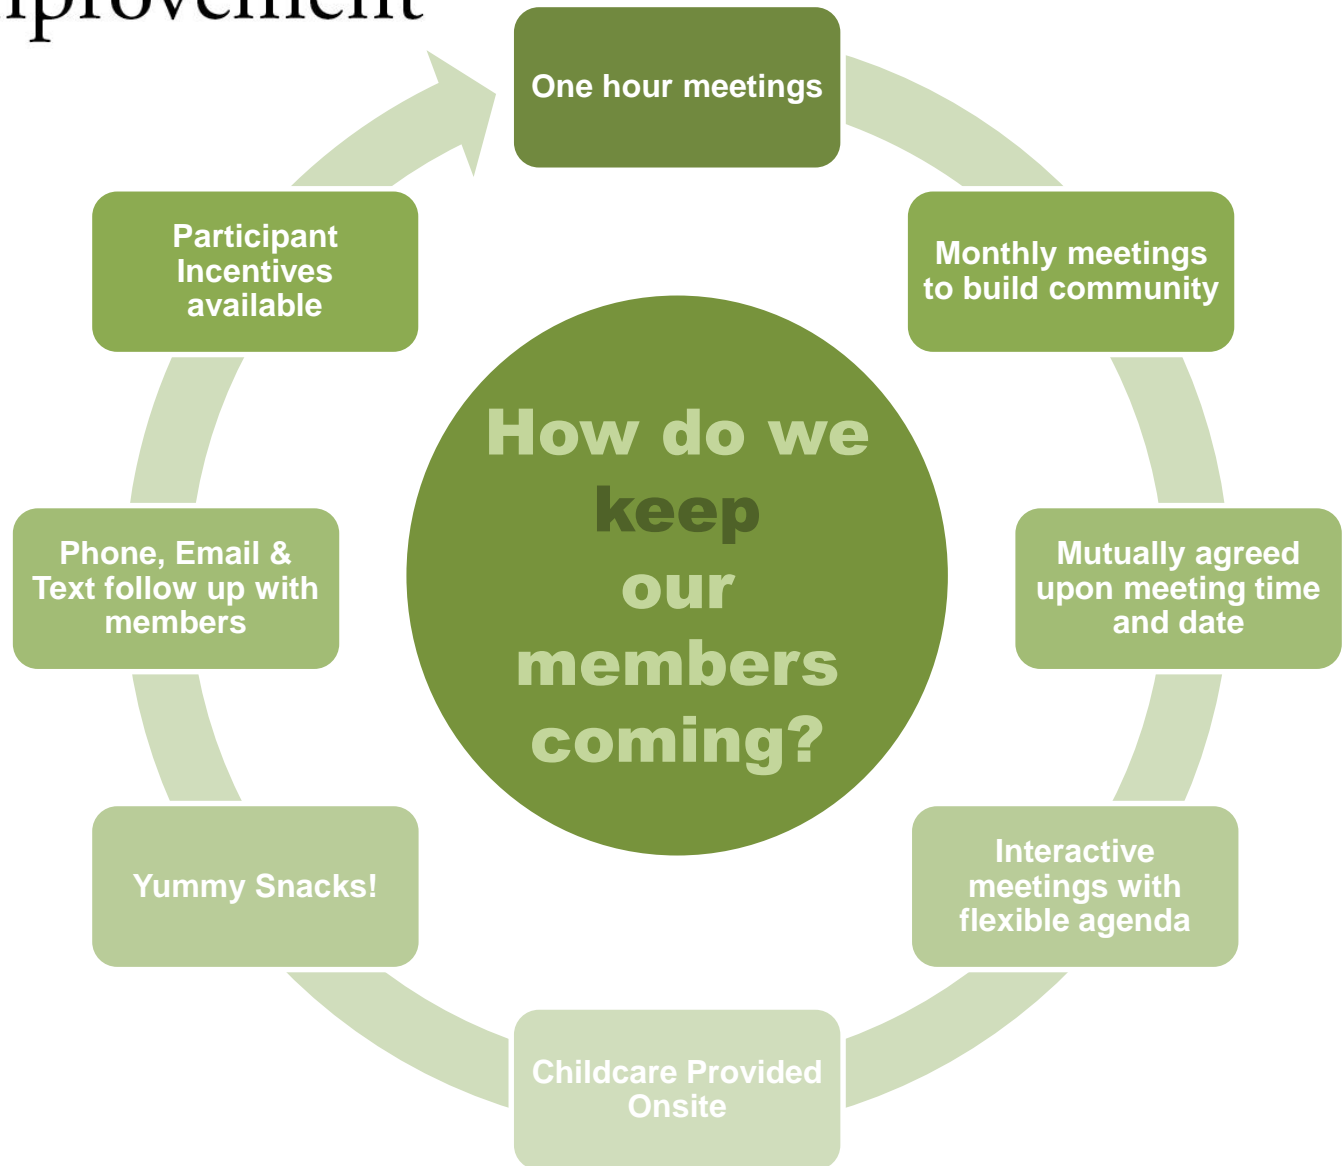 One hour meetings
Monthly meetings
to build community
Mutually agreed
upon meeting time
and date
Interactive
meetings with
flexible agenda
Childcare Provided
Onsite
Yummy Snacks!
Phone, Email &
Text follow up with
members
Participant
Incentives
available
How do we
keep
our
members
coming?